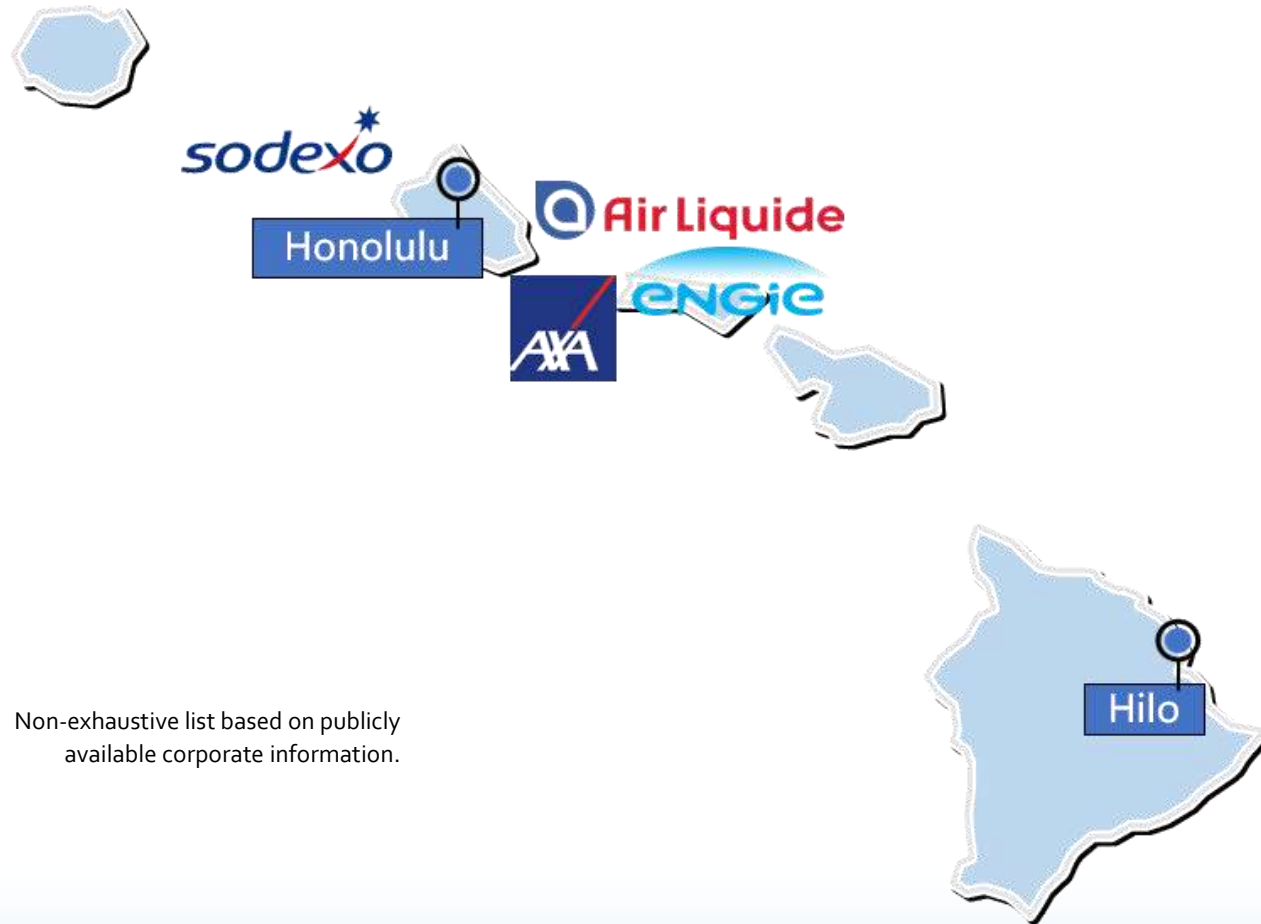 sodexo
Air Liquide
Honolulu
ENGIE
AXA
Hilo
Non-exhaustive list based on publicly
available corporate information.